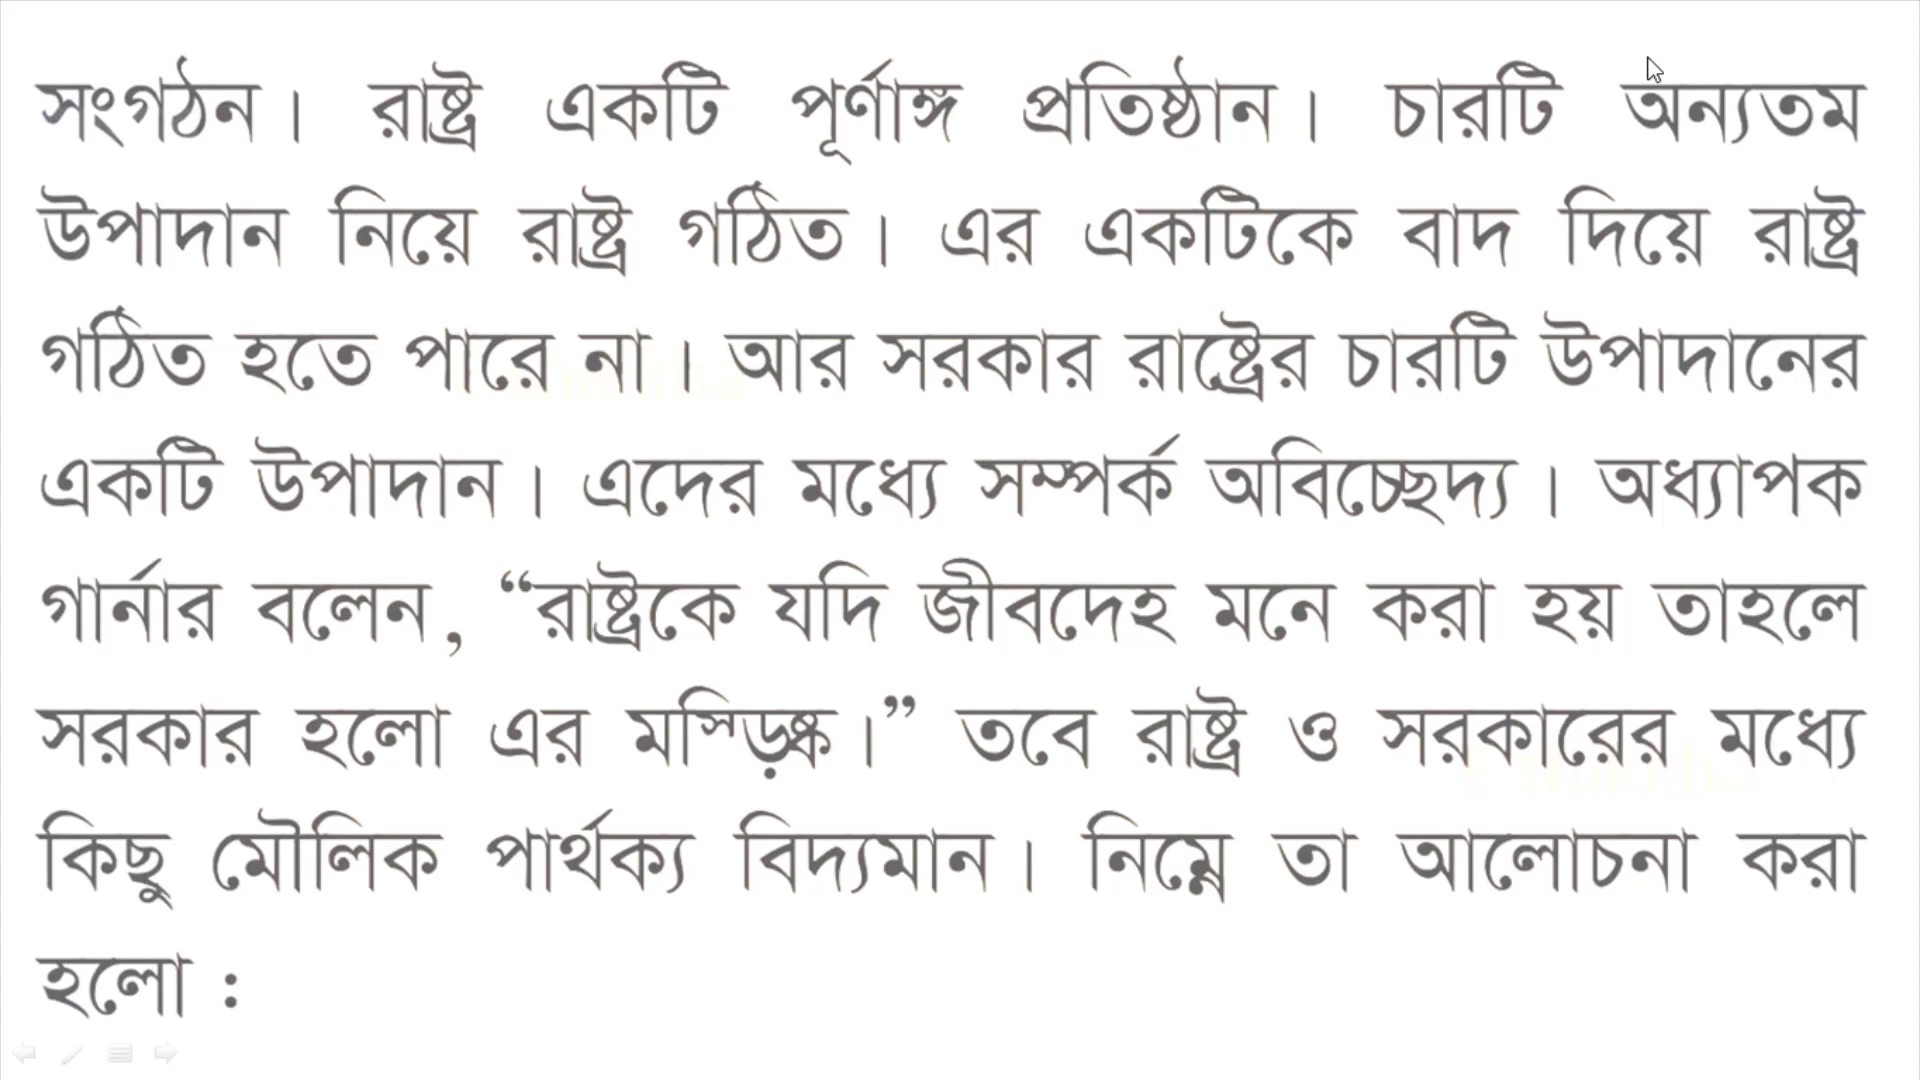 সংগঠন। রাষ্ট্র একটি পূর্ণাঙ্গ প্রতিষ্ঠান। চারটি অন্যতম
উপাদান নিয়ে রাষ্ট্র গঠিত। এর একটিকে বাদ দিয়ে রাষ্ট্র
গঠিত হতে পারে না। আর সরকার রাষ্ট্রের চারটি উপাদানের
একটি উপাদান। এদের মধ্যে সম্পর্ক অবিচ্ছেদ্য। অধ্যাপক
গার্নার বলেন, “রাষ্ট্রকে যদি জীবদেহ মনে করা হয় তাহলে
সরকার হলো এর মস্ড়িষ্ক।” তবে রাষ্ট্র ও সরকারের মধ্যে
কিছু মৌলিক পার্থক্য বিদ্যমান। নিম্নে তা আলোচনা করা
হলো :